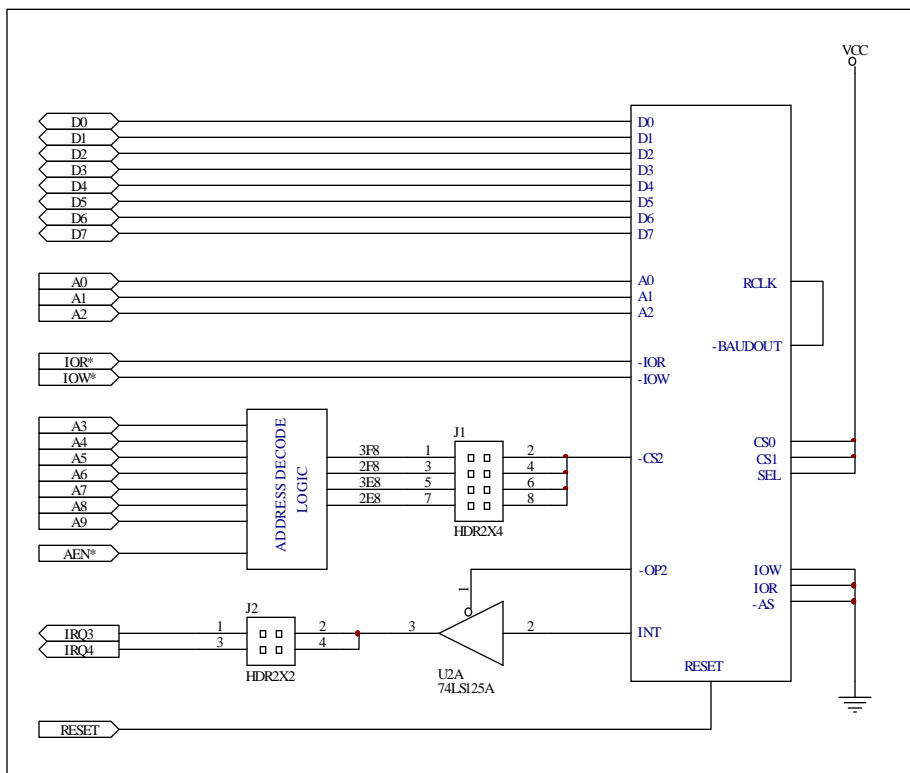 VCC
D0 D0
D1 D1
D2 D2
D3 D3
D4 D4
D5 D5
D6 D6
D7 D7
A0 A0 RCLK
A1 A1
A2 A2
-BAUDOUT
IOR* -IOR
IOW* -IOW
A3
A4
A5
A6
A7
A8
A9
AEN*
ADDRESS DECODE
LOGIC
J1
3F8 1 2
2F8 3 4
3E8 5 6
2E8 7 8
HDR2X4
-CS2
CS0
CS1
SEL
-OP2
IOW
IOR
-AS
1
J2
IRQ3 1 2 3 2 INT
IRQ4 3 4
HDR2X2
U2A
74LS125A
RESET
RESET